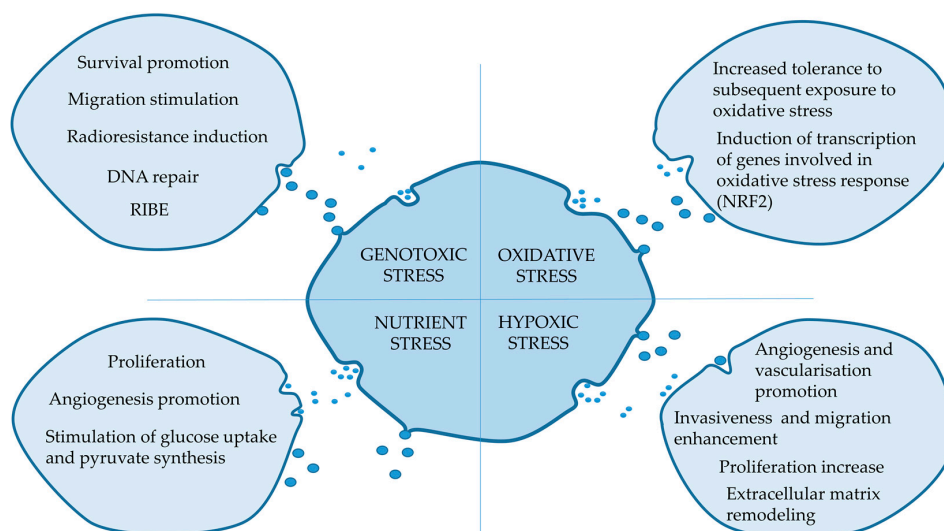 Survival promotion
Migration stimulation
Radioresistance induction
DNA repair
RIBE
Increased tolerance to
subsequent exposure to
oxidative stress
Induction of transcription
of genes involved in
oxidative stress response
(NRF2)
GENOTOXIC
STRESS
OXIDATIVE
STRESS
NUTRIENT
STRESS
HYPOXIC
STRESS
Proliferation
Angiogenesis promotion
Stimulation of glucose uptake
and pyruvate synthesis
Angiogenesis and
vascularisation
promotion
Invasiveness and migration
enhancement
Proliferation increase
Extracellular matrix
remodeling